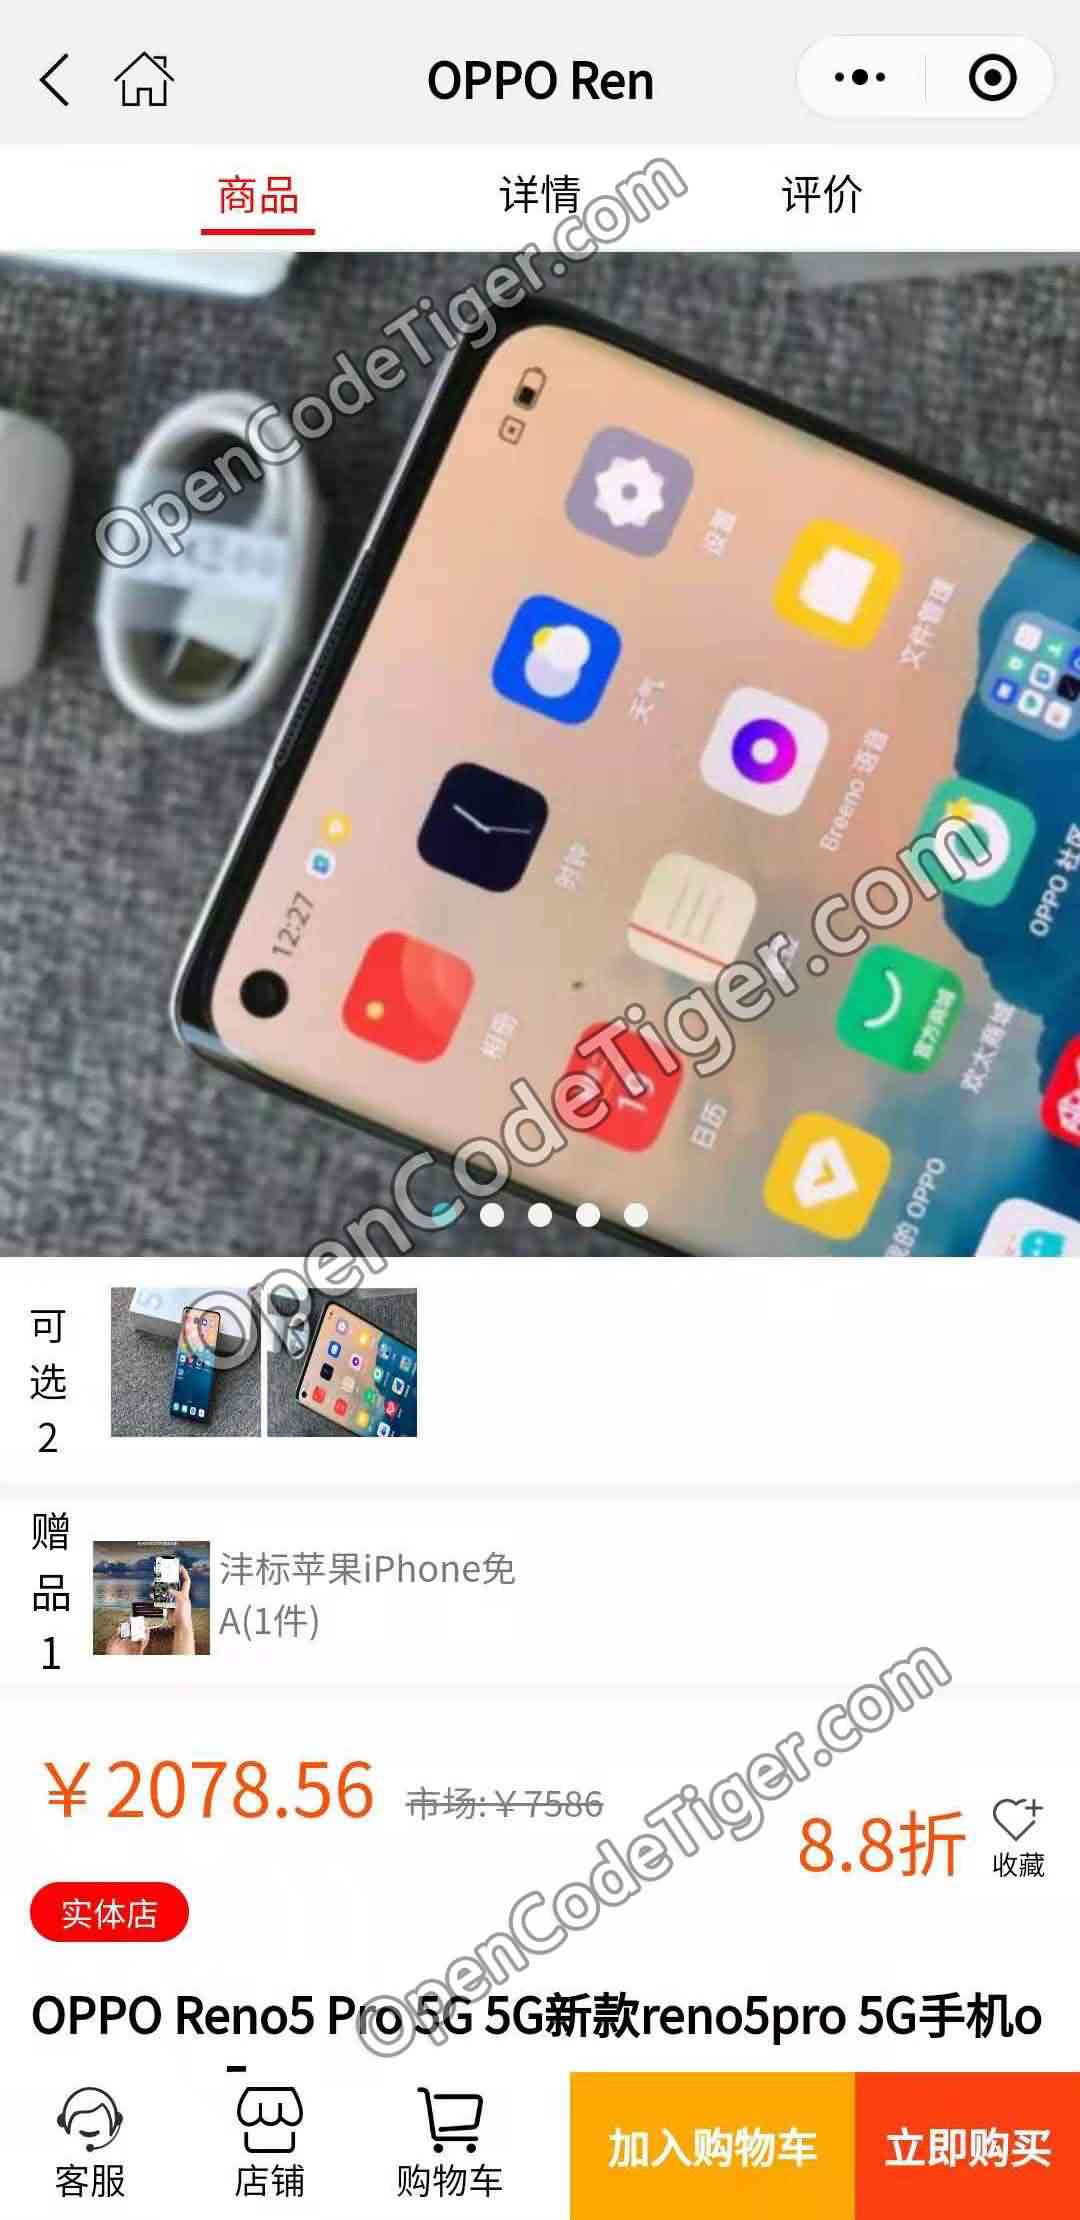 OPPO Ren
商品
详情
评价
OpenCodeTiger.com
设置
文件管理
天气
Breeno 语音
时钟
12:27
OPPO 社区
相册
官方商城
欢太商城
日历
我的 OPPO
OpenCodeTiger.com
可选2
赠品1
沣标苹果iPhone免
A(1件)
¥2078.56
市场:¥7586
8.8折
收藏
实体店
OpenCodeTiger.com
OPPO Reno5 Pro 5G 5G新款reno5pro 5G手机o
客服
店铺
购物车
加入购物车
立即购买